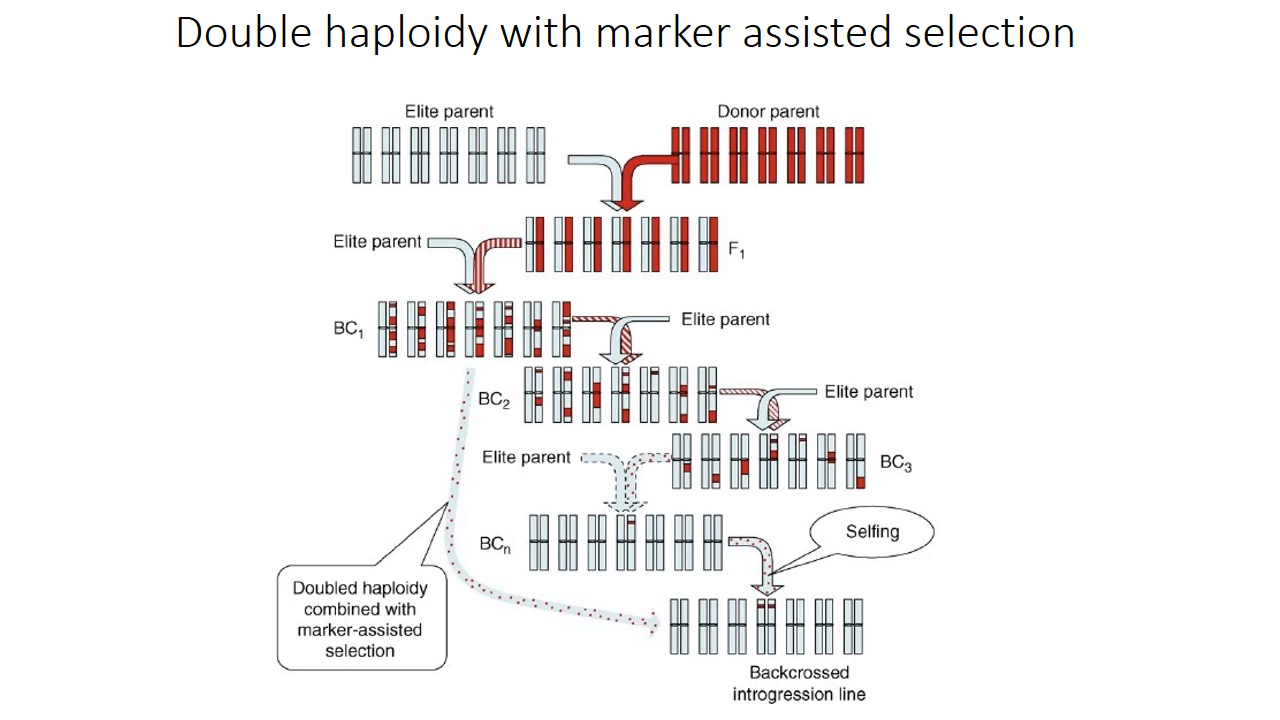 Double haploidy with marker assisted selection
Elite parent
Donor parent
Elite parent
F1
BC1
Elite parent
BC2
Elite parent
Elite parent
BC3
BCn
Selfing
Doubled haploidy
combined with
marker-assisted
selection
Backcrossed
introgression line